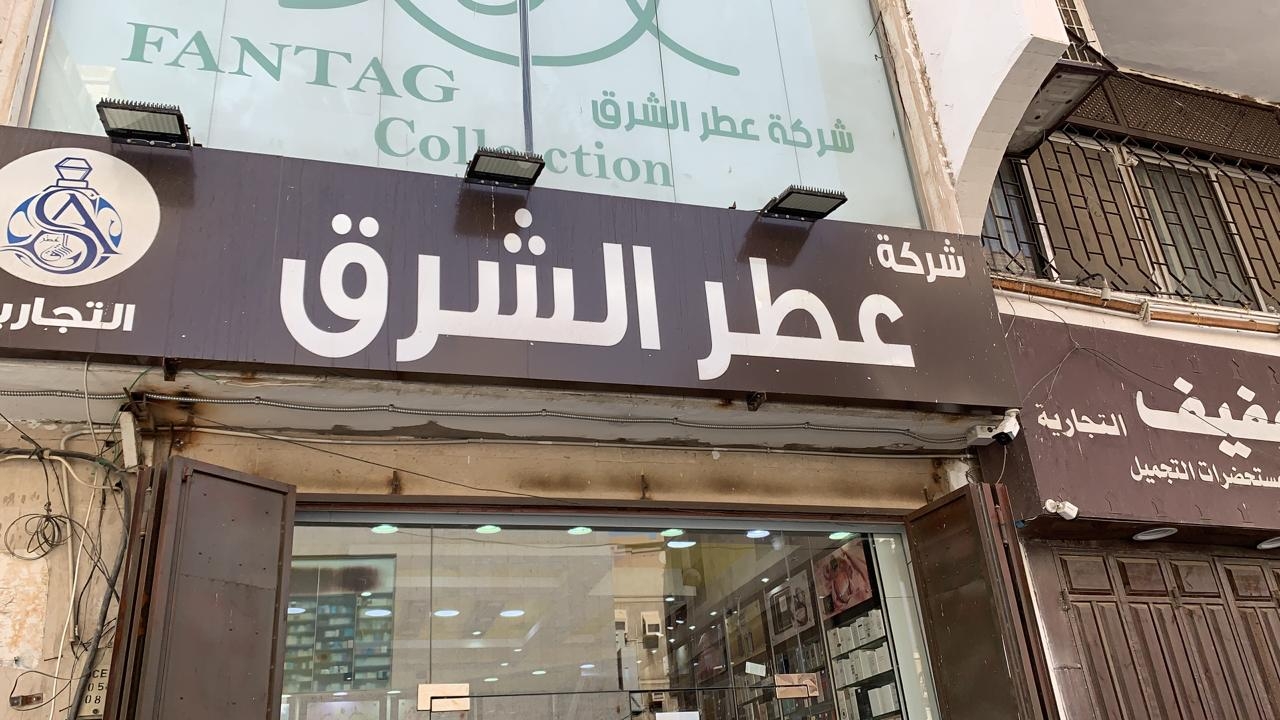 FANTAG
Collection
شركة عطر الشرق
شركة
عطر الشرق
التجارية
التجارية
مستحضرات التجميل